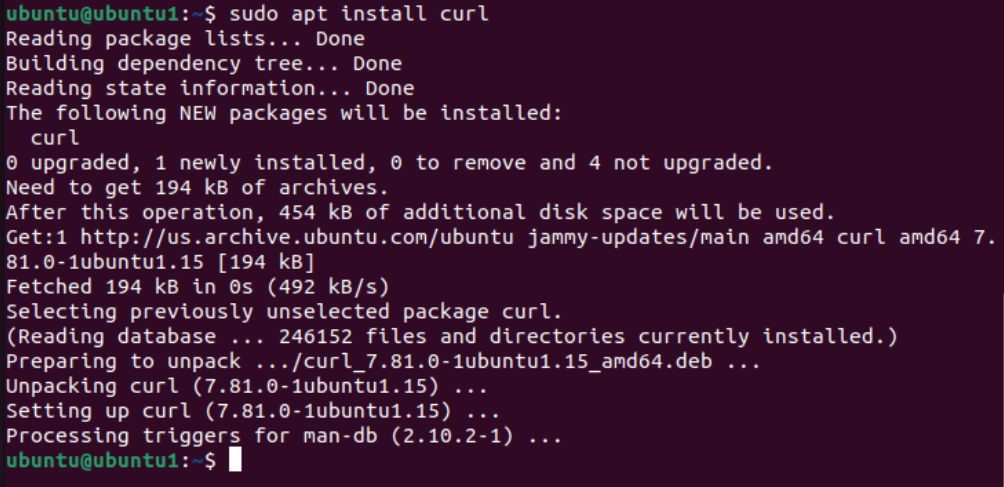 ubuntu@ubuntu1:~$ sudo apt install curl
Reading package lists... Done
Building dependency tree... Done
Reading state information... Done
The following NEW packages will be installed:
  curl
0 upgraded, 1 newly installed, 0 to remove and 4 not upgraded.
Need to get 194 kB of archives.
After this operation, 454 kB of additional disk space will be used.
Get:1 http://us.archive.ubuntu.com/ubuntu jammy-updates/main amd64 curl amd64 7.
81.0-1ubuntu1.15 [194 kB]
Fetched 194 kB in 0s (492 kB/s)
Selecting previously unselected package curl.
(Reading database ... 246152 files and directories currently installed.)
Preparing to unpack .../curl_7.81.0-1ubuntu1.15_amd64.deb ...
Unpacking curl (7.81.0-1ubuntu1.15) ...
Setting up curl (7.81.0-1ubuntu1.15) ...
Processing triggers for man-db (2.10.2-1) ...
ubuntu@ubuntu1:~$